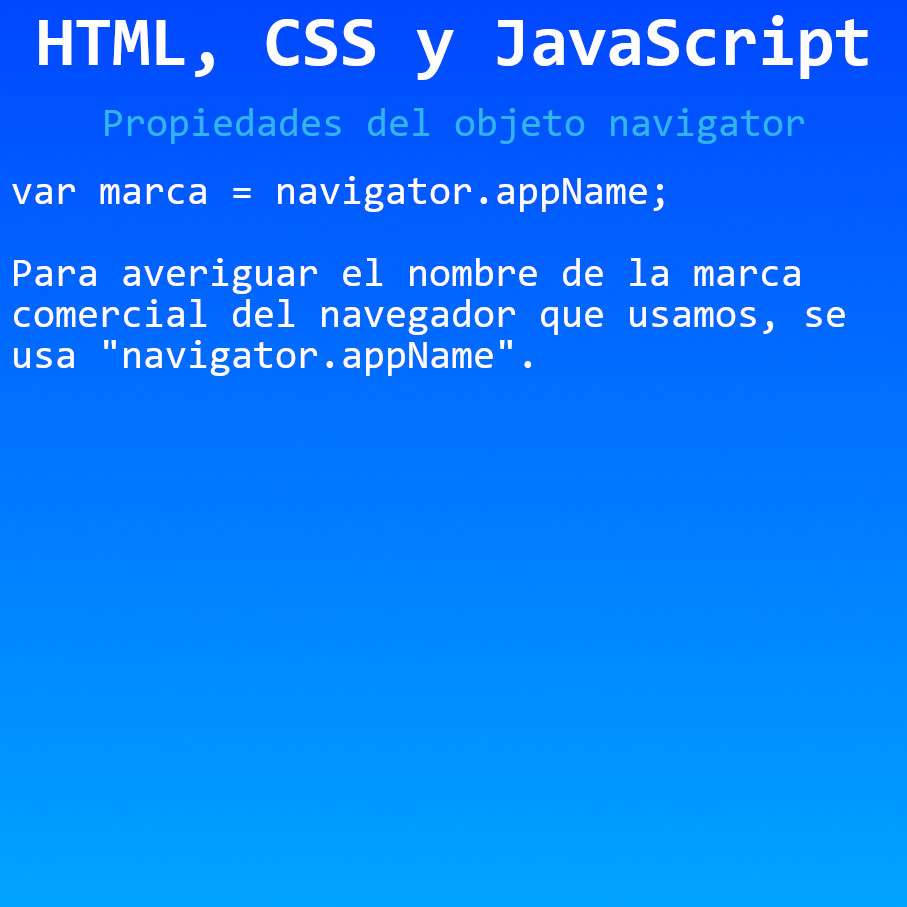 HTML, CSS y JavaScript
Propiedades del objeto navigator
var marca = navigator.appName;
Para averiguar el nombre de la marca
comercial del navegador que usamos, se
usa "navigator.appName".